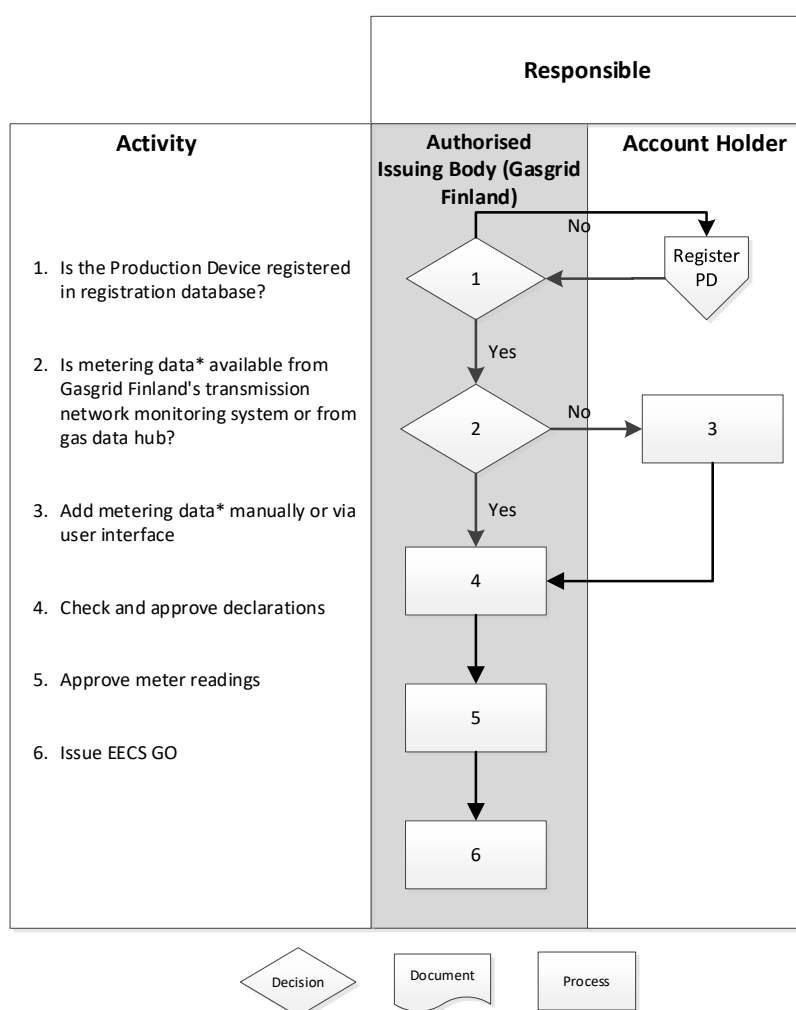 Responsible
Activity
Authorised
Issuing Body (Gasgrid
Finland)
Account Holder
1. Is the Production Device registered
in registration database?
2. Is metering data* available from
Gasgrid Finland's transmission
network monitoring system or from
gas data hub?
3. Add metering data* manually or via
user interface
4. Check and approve declarations
5. Approve meter readings
6. Issue EECS GO
No
1
Register
PD
Yes
2
No
3
Yes
4
5
6
Decision
Document
Process